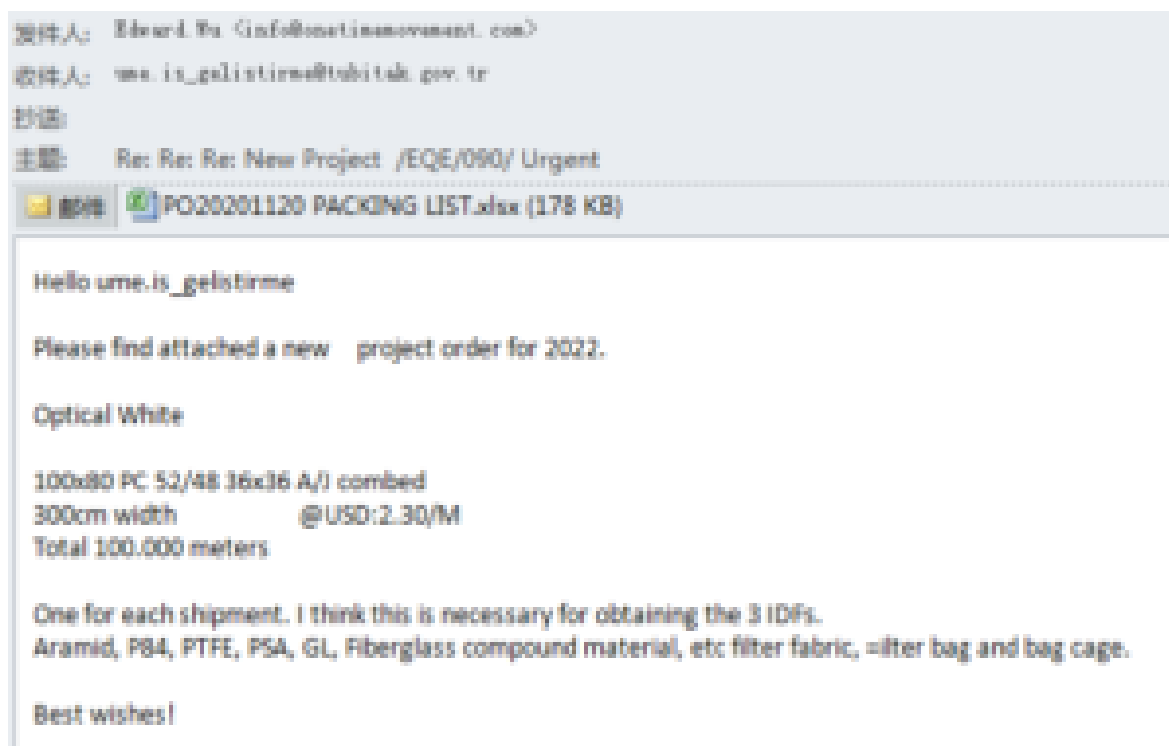 发件人: Edward Wu <info@onetimemovement.com>
收件人: ume.is_gelistirme@tubitak.gov.tr
抄送:
主题: Re: Re: Re: New Project /EQE/090/ Urgent
邮件 PO20201120 PACKING LIST.xlsx (178 KB)
Hello ume.is_gelistirme
Please find attached a new project order for 2022.
Optical White
100x80 PC 52/48 36x36 A/J combed
300cm width @USD:2.30/M
Total 100.000 meters
One for each shipment. I think this is necessary for obtaining the 3 IDFs.
Aramid, P84, PTFE, PSA, GL, Fiberglass compound material, etc filter fabric, =ilter bag and bag cage.
Best wishes!